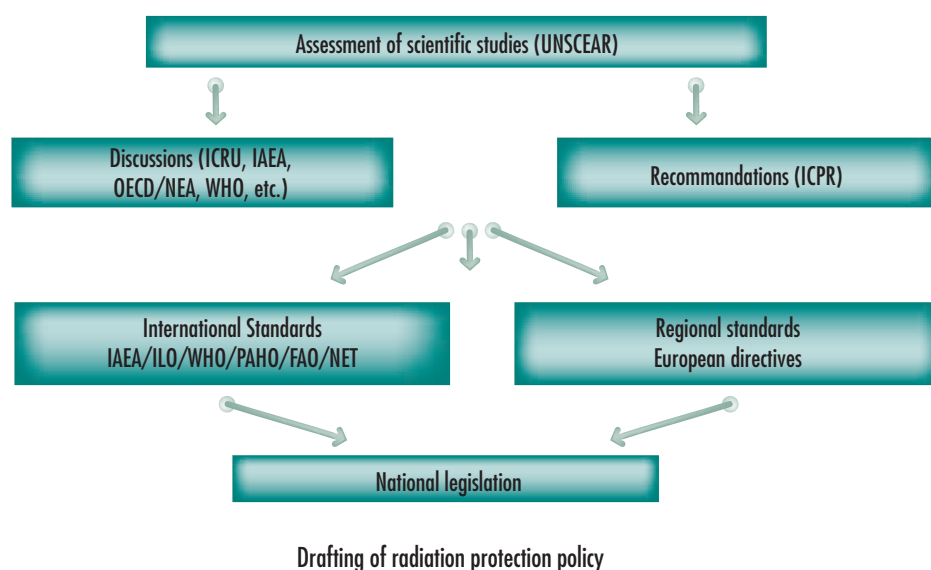 Assessment of scientific studies (UNSCEAR)
Discussions (ICRU, IAEA,
OECD/NEA, WHO, etc.)
Recommandations (ICPR)
International Standards
IAEA/ILO/WHO/PAHO/FAO/NET
Regional standards
European directives
National legislation
Drafting of radiation protection policy